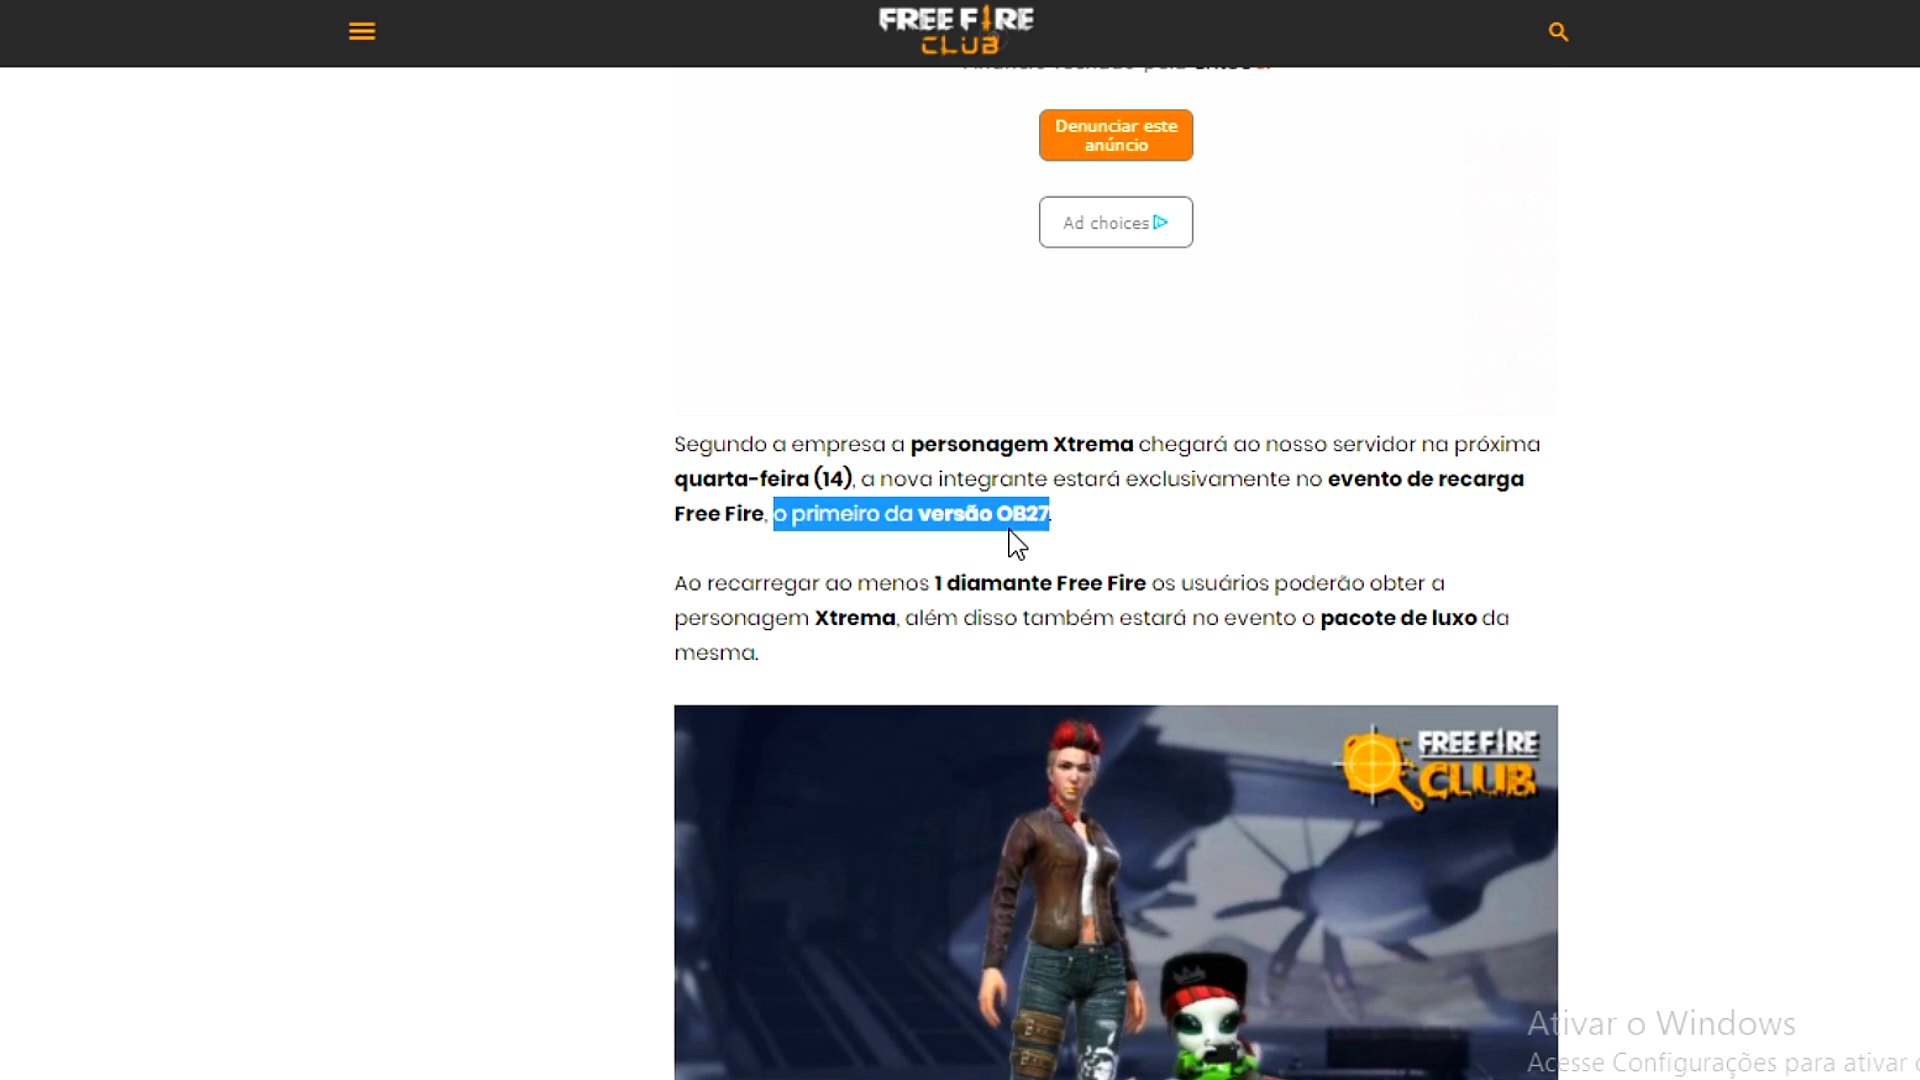 FREE FIRE
CLUB
Denunciar este
anúncio
Ad choices
Segundo a empresa a personagem Xtrema chegará ao nosso servidor na próxima
quarta-feira (14), a nova integrante estará exclusivamente no evento de recarga
Free Fire, o primeiro da versão OB27.
Ao recarregar ao menos 1 diamante Free Fire os usuários poderão obter a
personagem Xtrema, além disso também estará no evento o pacote de luxo da
mesma.
FREE FIRE
CLUB
Ativar o Windows
Acesse Configurações para ativar